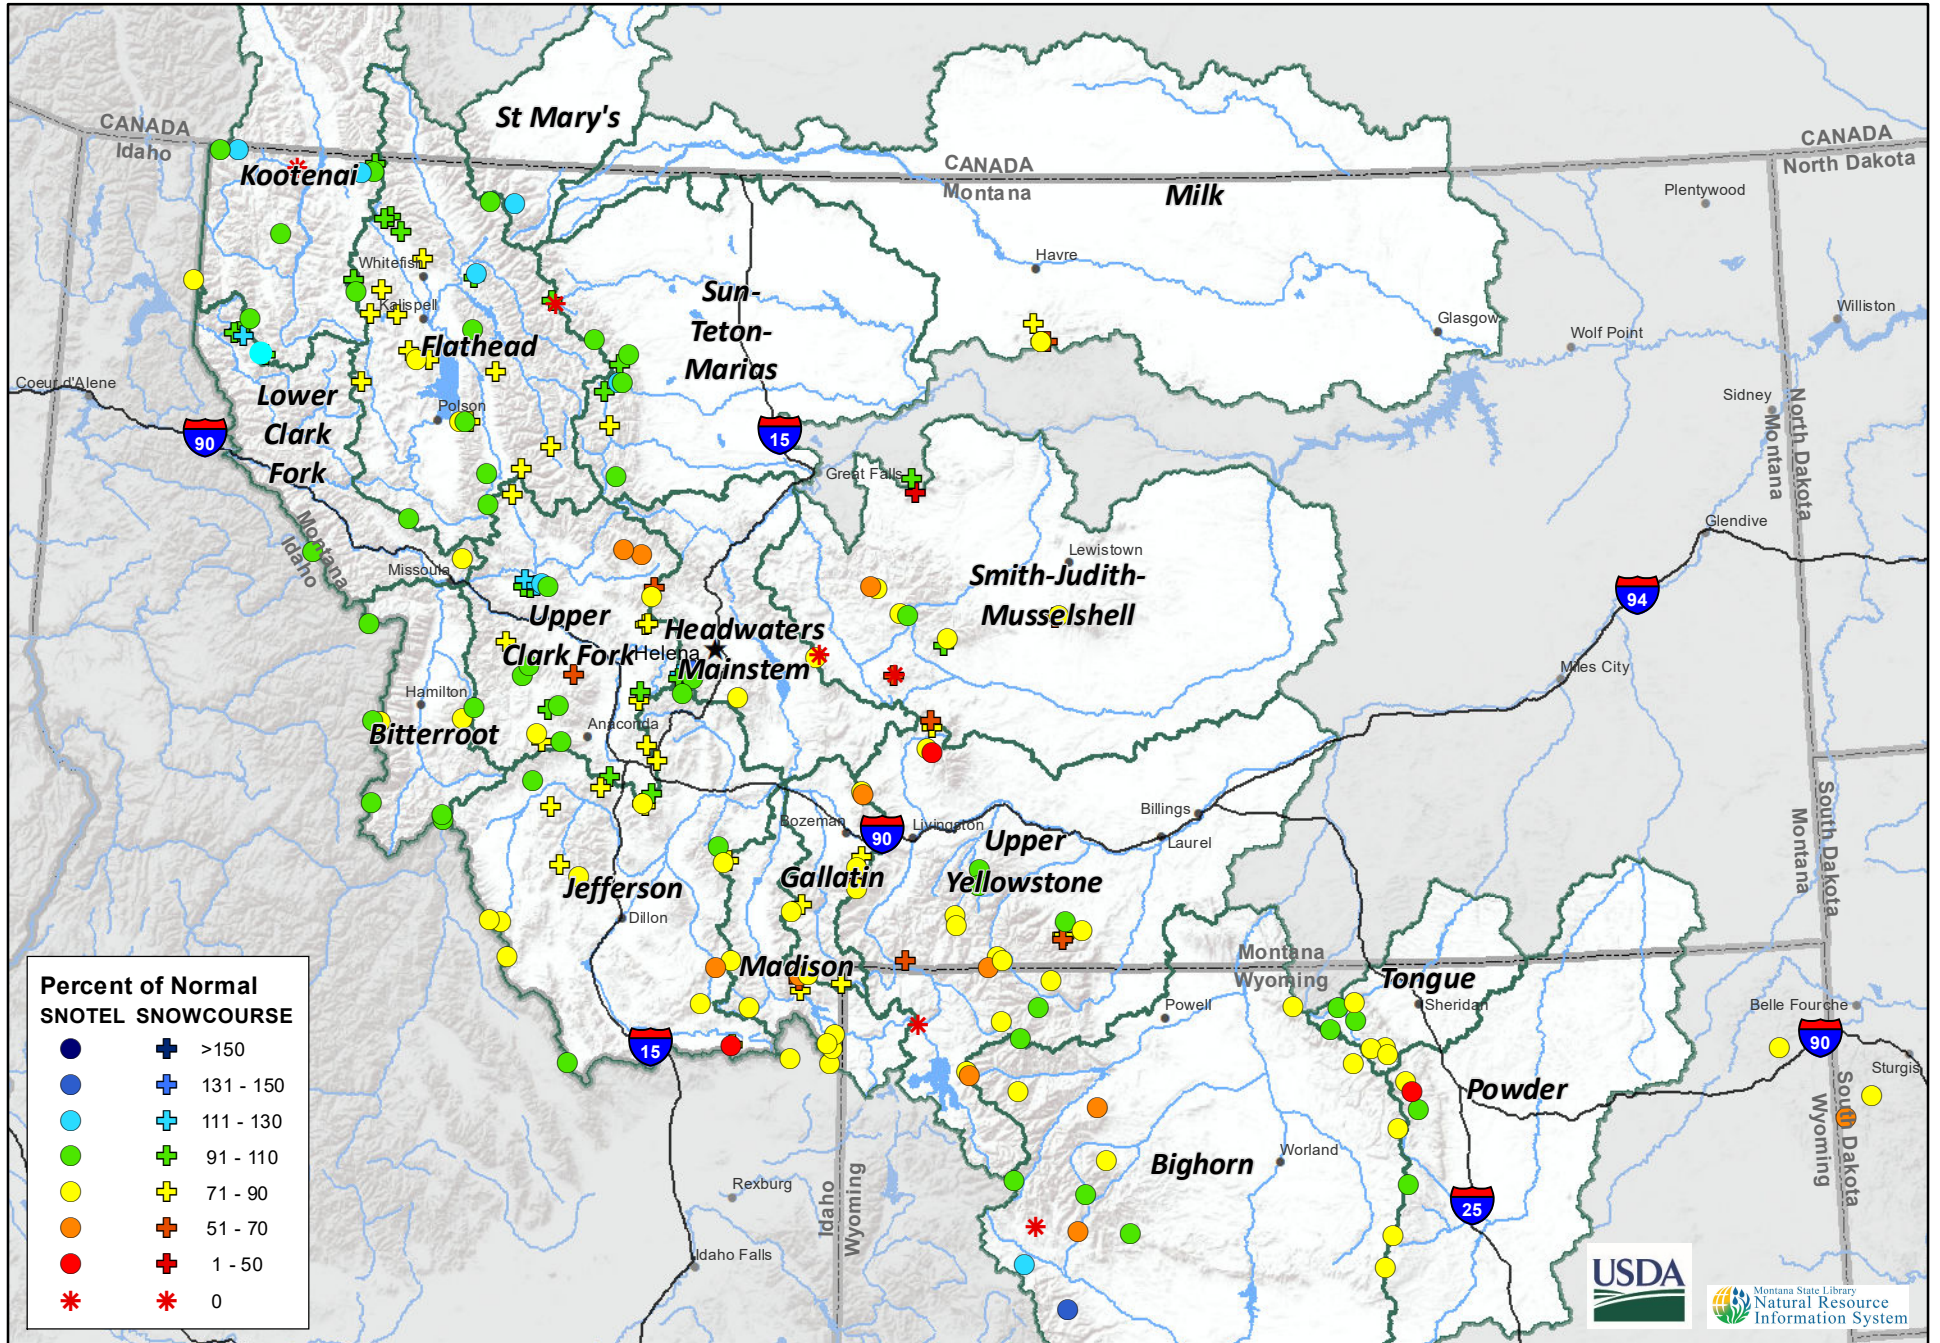 CANADA
Idaho
St Mary's
CANADA
Montana
CANADA
North Dakota
Kootenai
Milk
Plentywood
Whitefish
Havre
Kalispell
Sun-
Teton-
Marias
Glasgow
Wolf Point
Williston
Flathead
Coeur d'Alene
Lower
Clark
Fork
Polson
Sidney
Montana
North Dakota
90
15
Great Falls
Montana
Idaho
Glendive
Missoula
Lewistown
Smith-Judith-
Musselshell
94
Upper
Clark Fork
Headwaters
Mainstem
Helena
Miles City
Hamilton
Bitterroot
Anaconda
Bozeman
90
Livingston
Billings
Laurel
Montana
South Dakota
Upper
Yellowstone
Gallatin
Jefferson
Dillon
Madison
Montana
Wyoming
Tongue
Sheridan
Powell
Belle Fourche
90
Sturgis
15
Powder
Wyoming
South Dakota
Bighorn
Worland
Rexburg
Idaho
Wyoming
25
Idaho Falls
Percent of Normal
SNOTEL SNOWCOURSE
>150
131 - 150
111 - 130
91 - 110
71 - 90
51 - 70
1 - 50
0
USDA
Montana State Library
Natural Resource
Information System